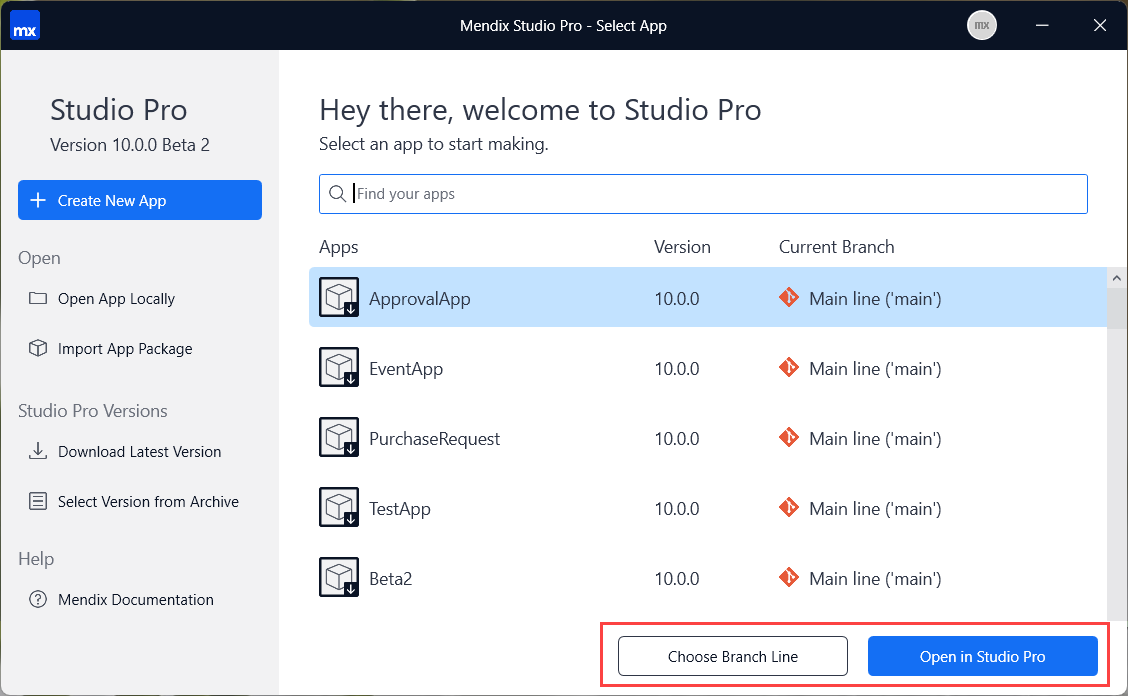 mx
Mendix Studio Pro - Select App
mx
Studio Pro
Version 10.0.0 Beta 2
Create New App
Open
Open App Locally
Import App Package
Studio Pro Versions
Download Latest Version
Select Version from Archive
Help
Mendix Documentation
Hey there, welcome to Studio Pro
Select an app to start making.
Find your apps
Apps Version Current Branch
ApprovalApp 10.0.0 Main line ('main')
EventApp 10.0.0 Main line ('main')
PurchaseRequest 10.0.0 Main line ('main')
TestApp 10.0.0 Main line ('main')
Beta2 10.0.0 Main line ('main')
Choose Branch Line Open in Studio Pro